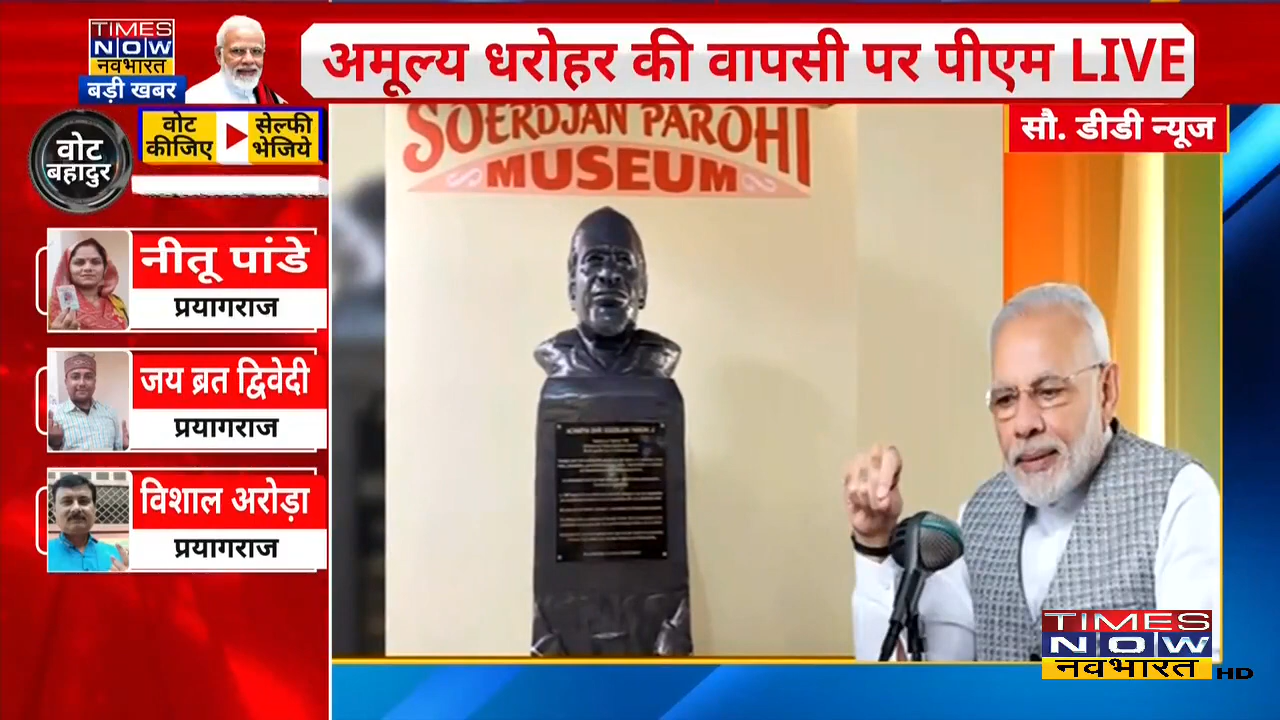 TIMES
NOW
नवभारत
बड़ी खबर
अमूल्य धरोहर की वापसी पर पीएम LIVE
वोट
बहादुर
वोट
कीजिए
सेल्फी
भेजिये
नीतू पांडे
प्रयागराज
जय ब्रत द्विवेदी
प्रयागराज
विशाल अरोड़ा
प्रयागराज
SOERDJAN PAROHI
MUSEUM
सौ. डीडी न्यूज
TIMES
NOW
नवभारत
HD